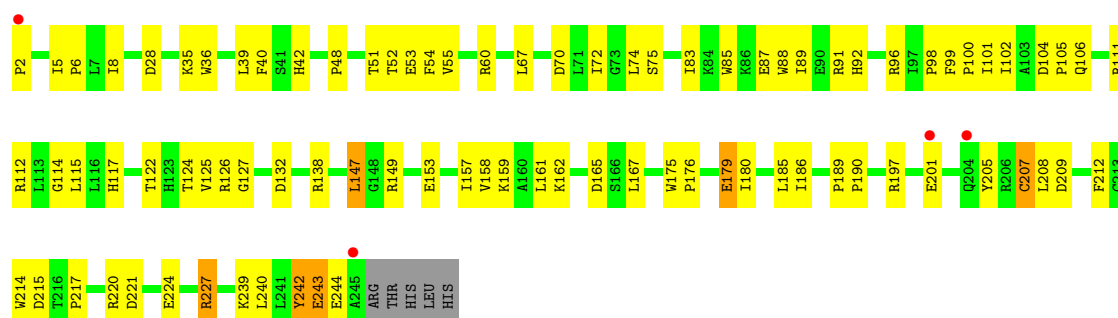 P2 I5 P6 L7 I8 D28 K35 W36 L39 F40 S41 H42 P48 T51 T52 E53 F54 V55 R60 L67 D70 L71 I72 G73 L74 S75 I83 K84 W85 K86 E87 W88 I89 E90 R91 H92 R96 I97 P98 F99 P100 I101 I102 A103 D104 P105 Q106
R112 L113 G114 L115 L116 H117 T122 H123 T124 V125 R126 G127 D132 R138 L147 G148 R149 E153 I157 V158 K159 A160 L161 K162 D165 S166 L167 W175 P176 E179 I180 L185 I186 P189 P190 R197 E201 Q204 Y205 R206 C207 L208 D209 F212
W214 D215 T216 P217 R220 D221 E224 R227 K239 L240 L241 Y242 E243 E244 A245 ARG THR HIS LEU HIS